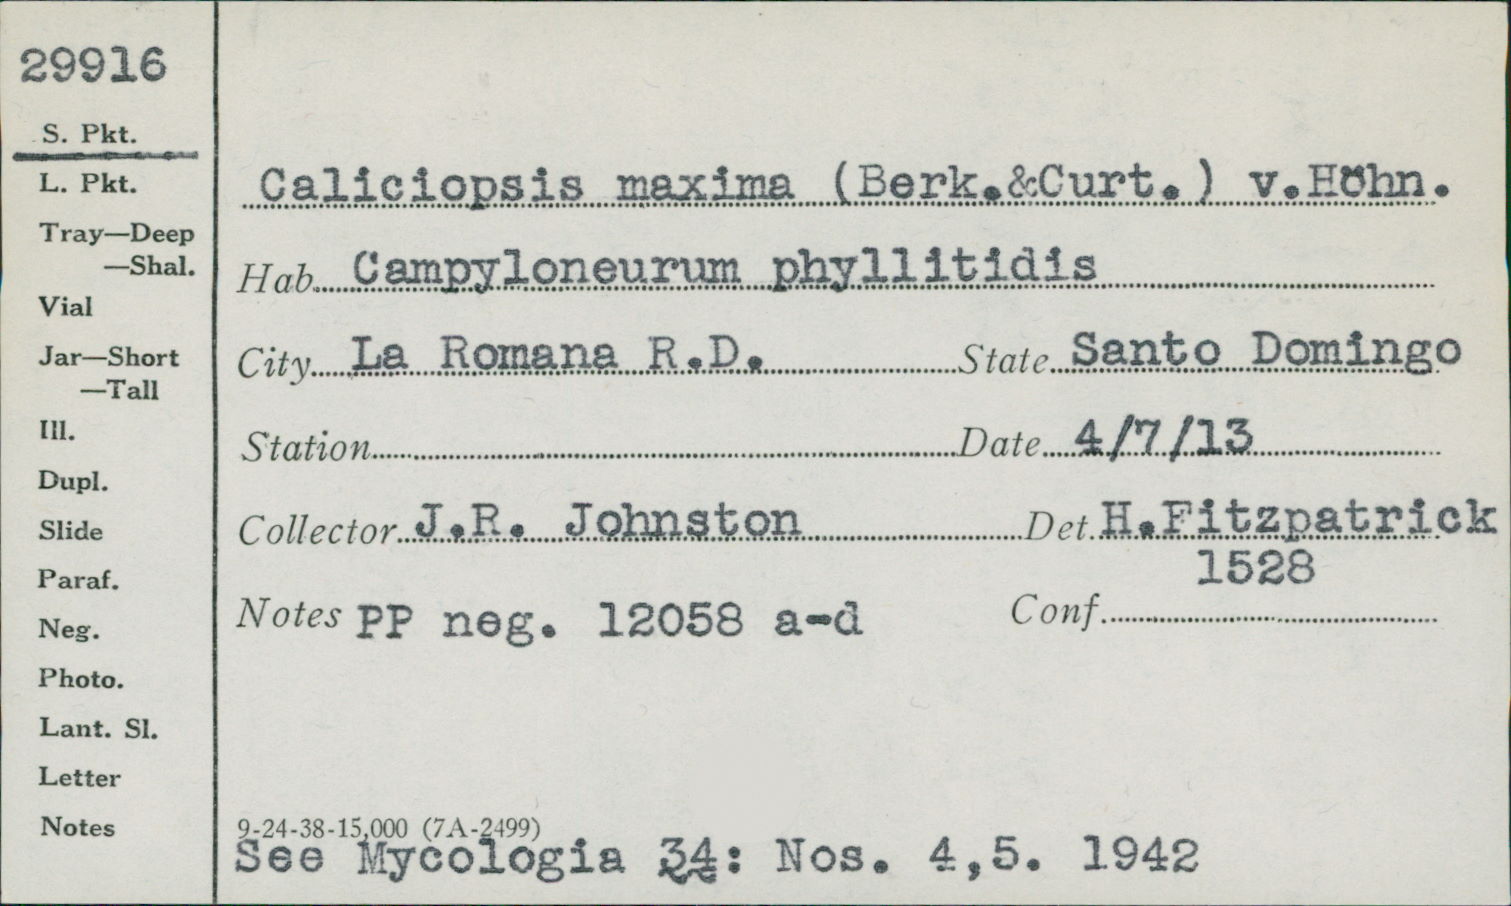 29916
S. Pkt.
L. Pkt.
Tray—Deep
—Shal.
Vial
Jar—Short
—Tall
Ill.
Dupl.
Slide
Paraf.
Neg.
Photo.
Lant. Sl.
Letter
Notes
Caliciopsis maxima (Berk.&Curt.) v.Höhn.
Hab. Campyloneurum phyllitidis
City La Romana R.D. State Santo Domingo
Station Date 4/7/13
Collector J.R. Johnston Det. H.Fitzpatrick
1528
Notes PP neg. 12058 a-d Conf.
9-24-38-15,000 (7A-2499)
See Mycologia 34: Nos. 4,5. 1942